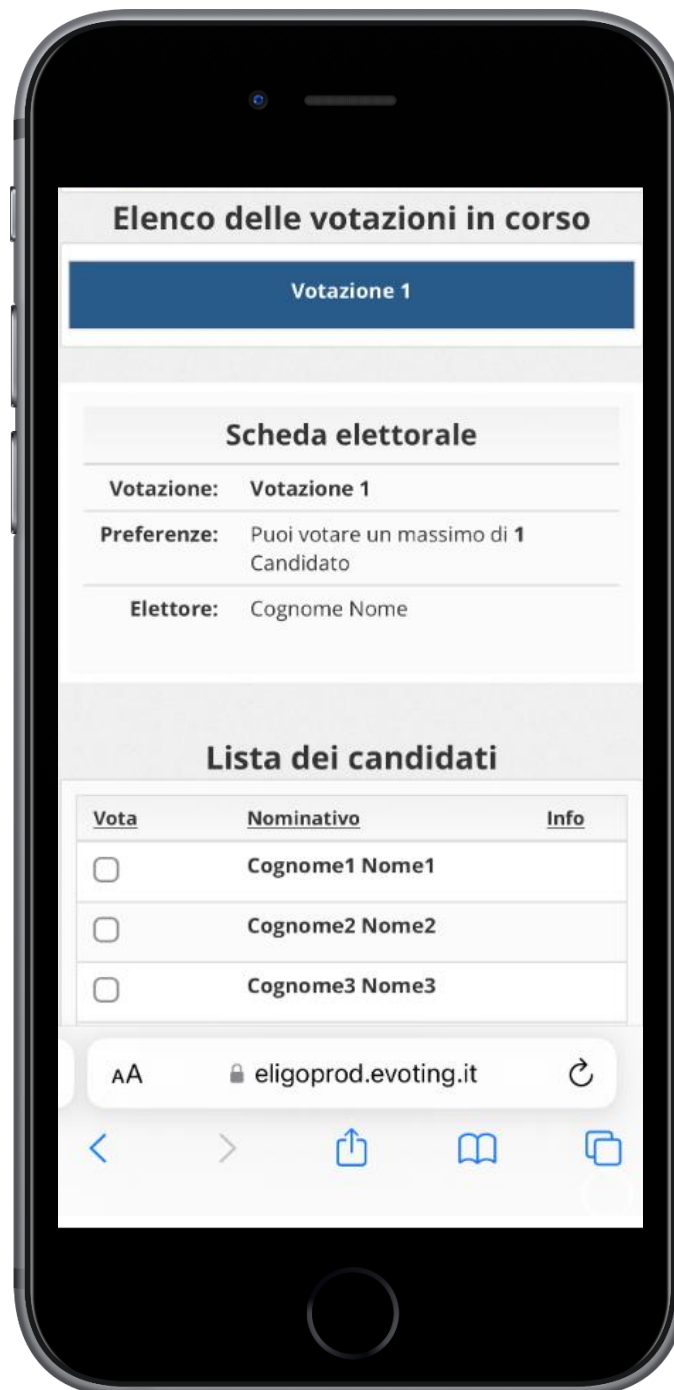 Elenco delle votazioni in corso
Votazione 1
Scheda elettorale
Votazione: Votazione 1
Preferenze: Puoi votare un massimo di 1
Candidato
Elettore: Cognome Nome
Lista dei candidati
Vota Nominativo Info
Cognome1 Nome1
Cognome2 Nome2
Cognome3 Nome3
AA eligoprod.evoting.it